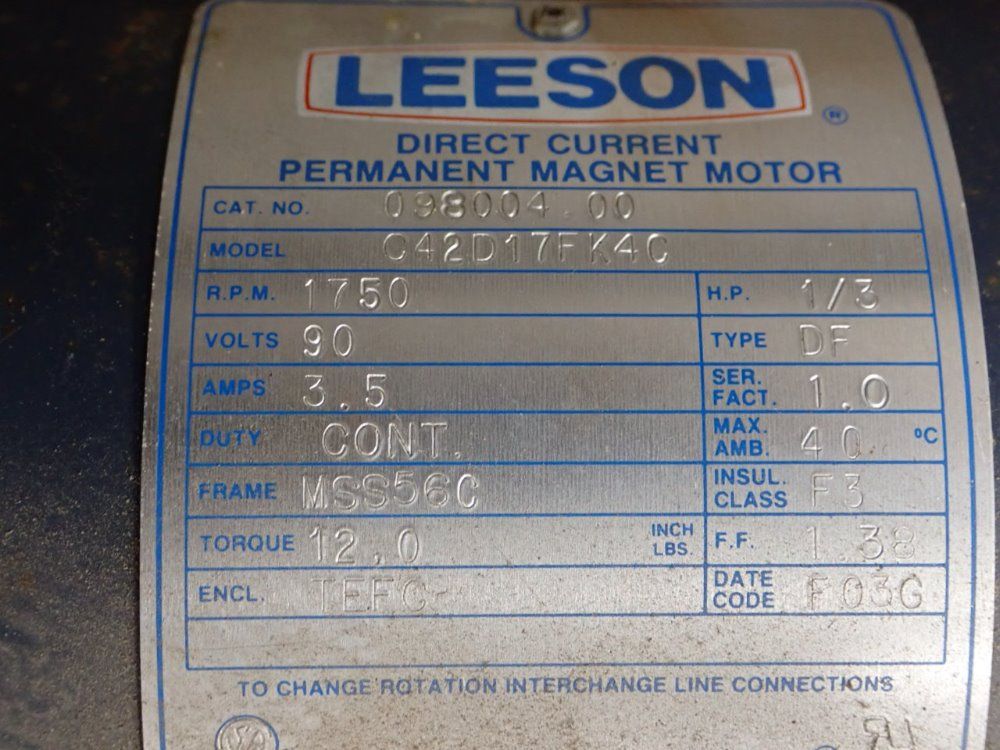 LEESON
®
DIRECT CURRENT
PERMANENT MAGNET MOTOR
CAT. NO. 098004.00
MODEL C42D17FK4C
R.P.M. 1750 H.P. 1/3
VOLTS 90 TYPE DF
AMPS 3.5 SER. FACT. 1.0
DUTY CONT. MAX. AMB. 40 °C
FRAME MSS56C INSUL. CLASS F3
TORQUE 12.0 INCH LBS. F.F. 1.38
ENCL. TEFC DATE CODE F03G
TO CHANGE ROTATION INTERCHANGE LINE CONNECTIONS